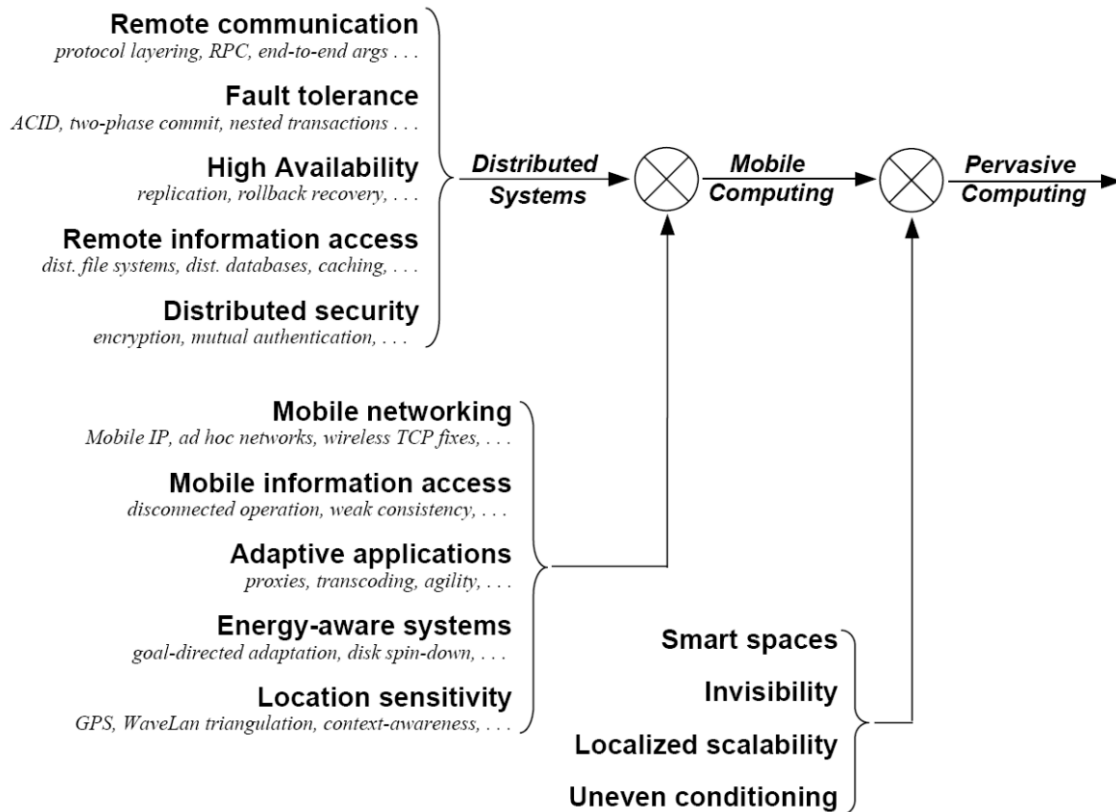 Remote communication
protocol layering, RPC, end-to-end args . . .
Fault tolerance
ACID, two-phase commit, nested transactions . . .
High Availability
replication, rollback recovery, . . .
Remote information access
dist. file systems, dist. databases, caching, . . .
Distributed security
encryption, mutual authentication, . . .
Distributed
Systems
Mobile
Computing
Pervasive
Computing
Mobile networking
Mobile IP, ad hoc networks, wireless TCP fixes, . . .
Mobile information access
disconnected operation, weak consistency, . . .
Adaptive applications
proxies, transcoding, agility, . . .
Energy-aware systems
goal-directed adaptation, disk spin-down, . . .
Location sensitivity
GPS, WaveLan triangulation, context-awareness, . . .
Smart spaces
Invisibility
Localized scalability
Uneven conditioning